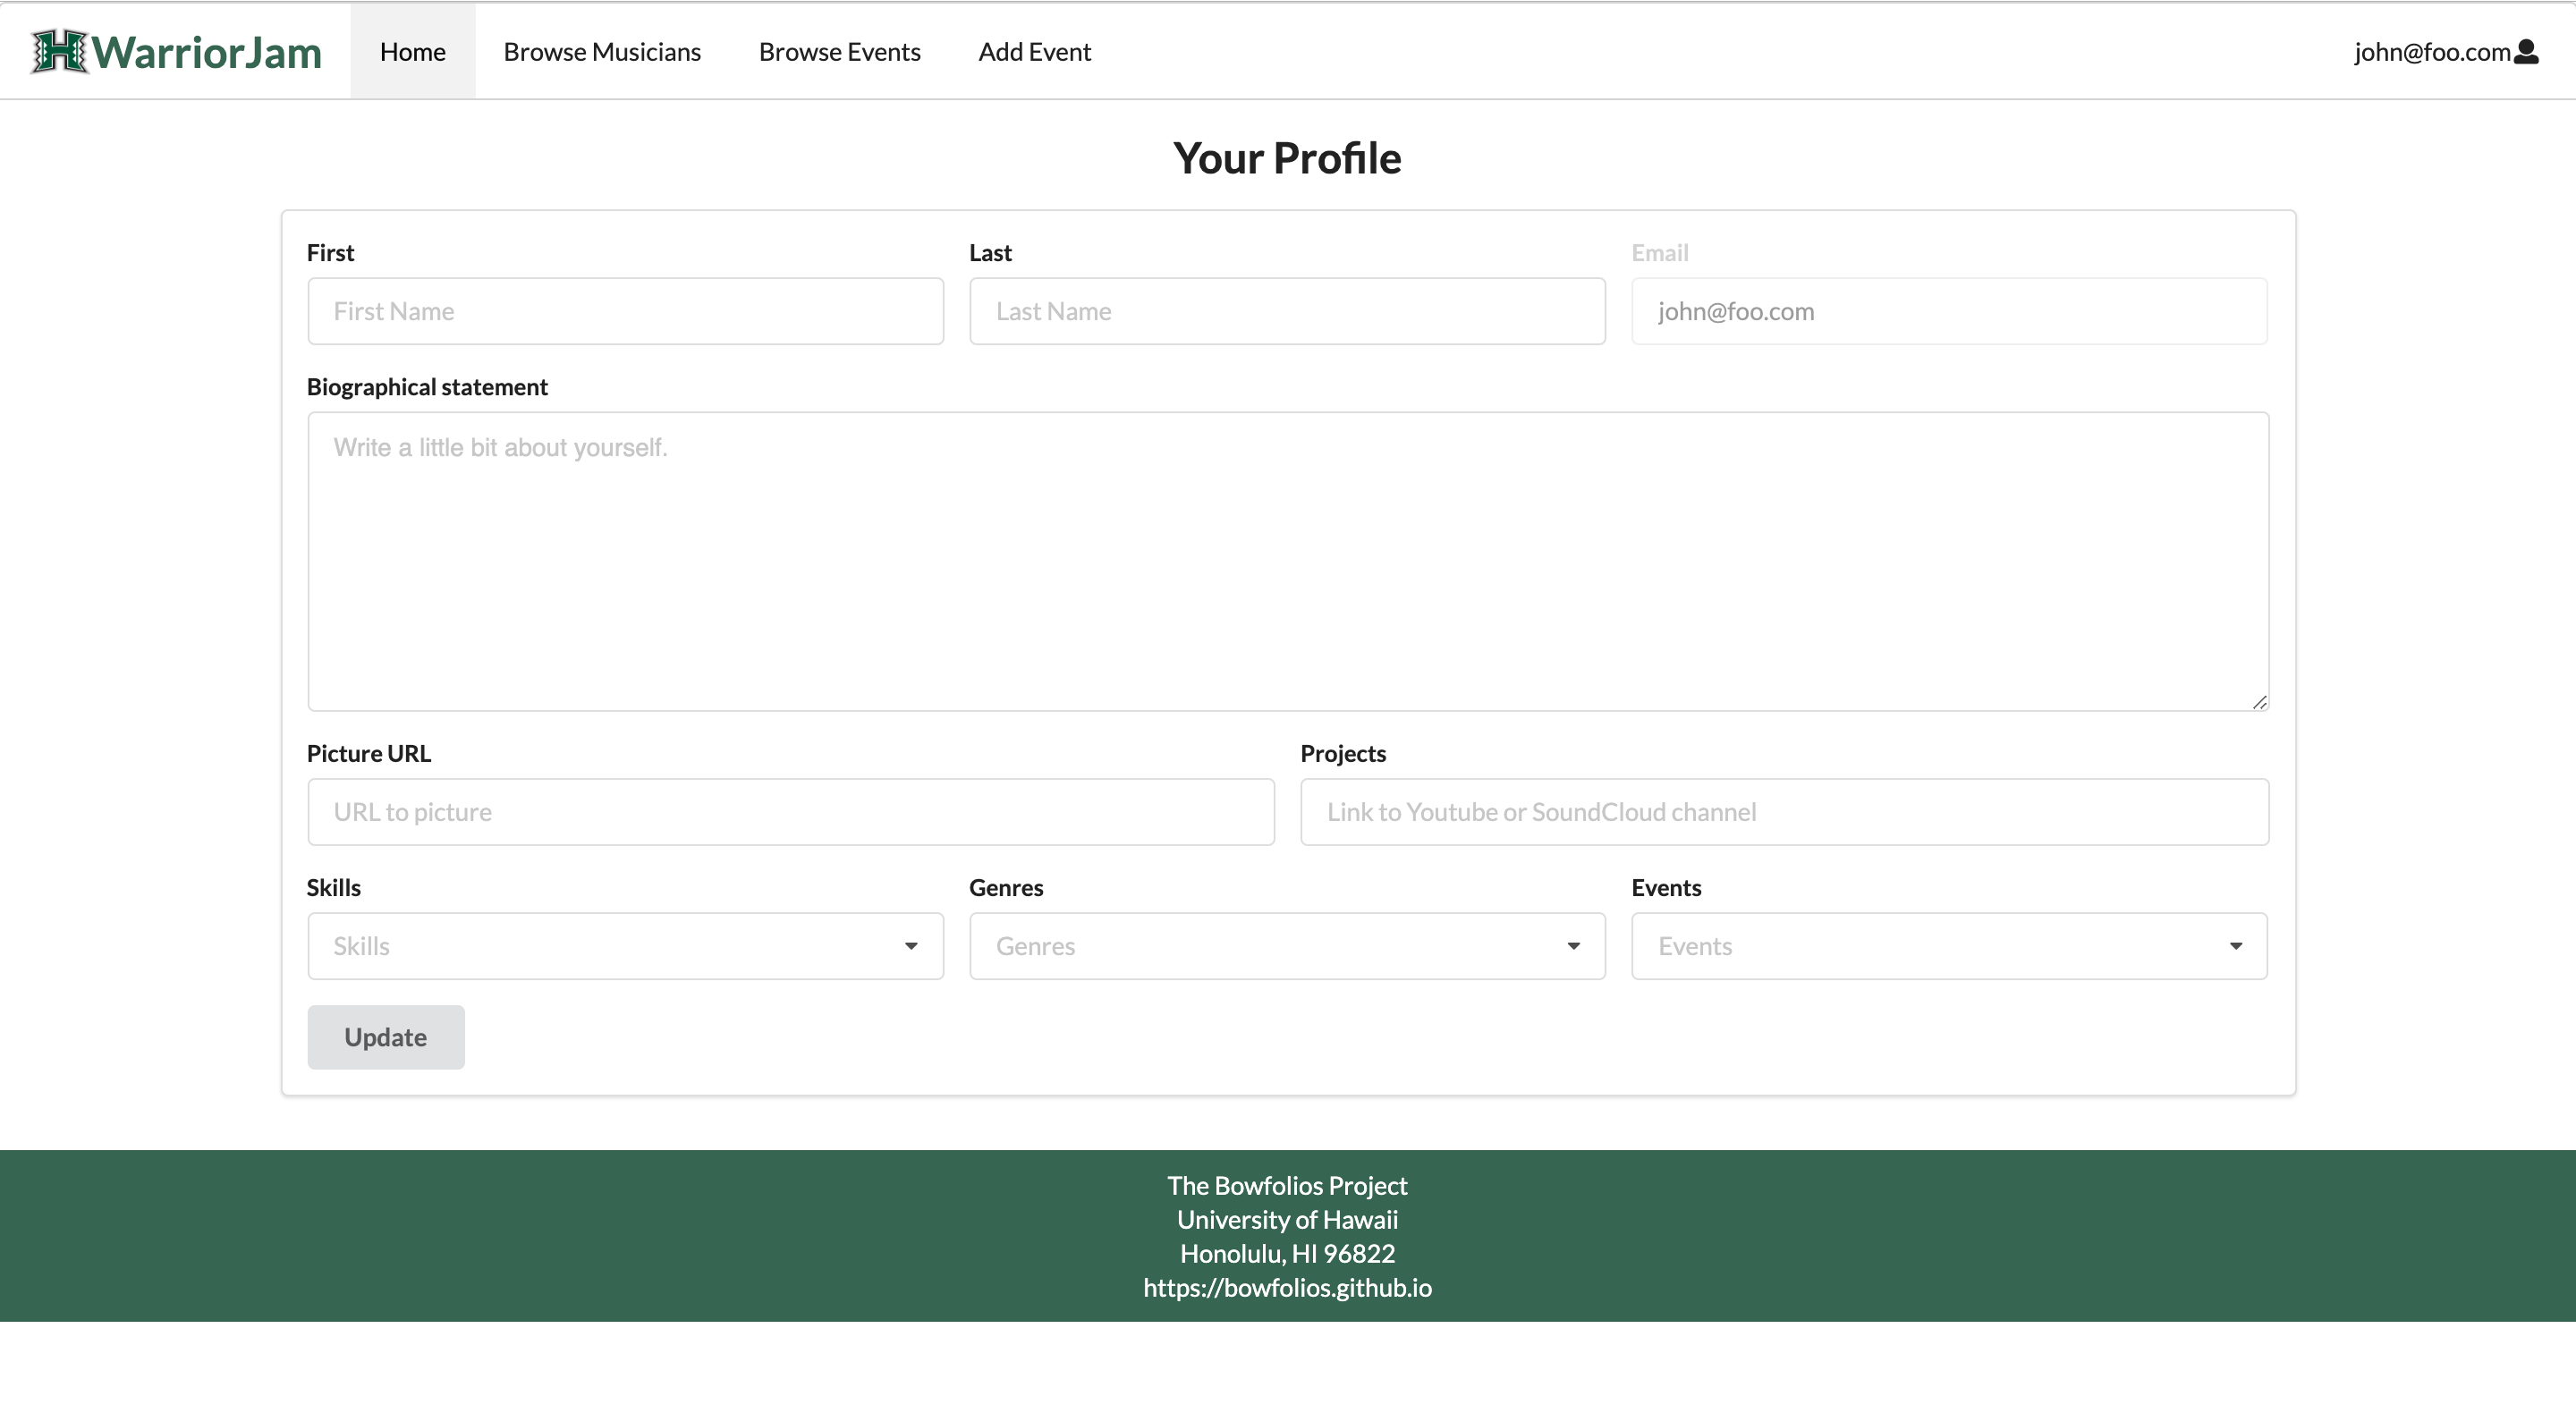 H WarriorJam Home Browse Musicians Browse Events Add Event john@foo.com
Your Profile
First Last Email
First Name Last Name john@foo.com
Biographical statement
Write a little bit about yourself.
Picture URL Projects
URL to picture Link to Youtube or SoundCloud channel
Skills Genres Events
Skills Genres Events
Update
The Bowfolios Project
University of Hawaii
Honolulu, HI 96822
https://bowfolios.github.io